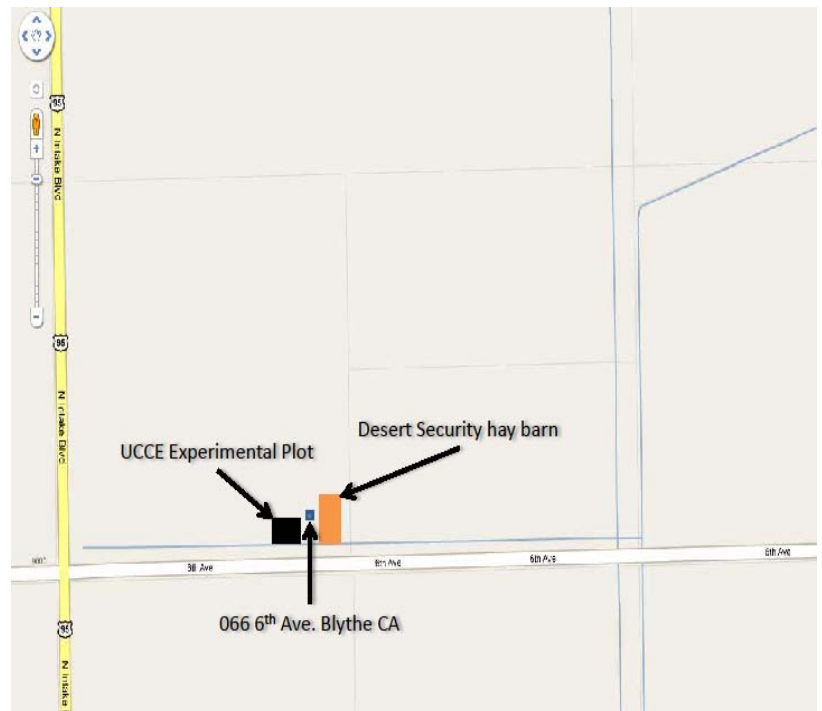 95
N Intake Blvd
95
N Intake Blvd
Desert Security hay barn
UCCE Experimental Plot
6th Ave
6th Ave
6th Ave
6th Ave
066 6th Ave. Blythe CA
95
N Intake